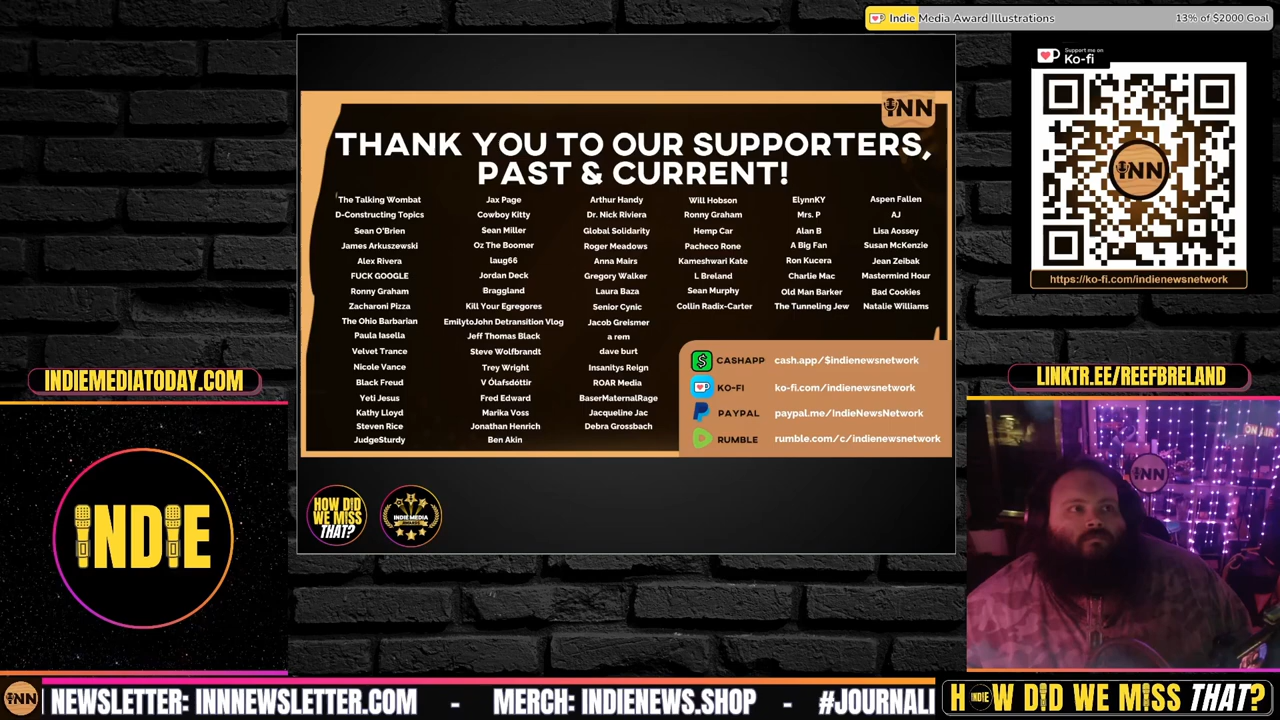 Indie Media Award Illustrations
13% of $2000 Goal
Support me on
Ko-fi
INN
https://ko-fi.com/indienewsnetwork
INN
THANK YOU TO OUR SUPPORTERS,
PAST & CURRENT!
The Talking Wombat
D-Constructing Topics
Sean O'Brien
James Arkuszewski
Alex Rivera
FUCK GOOGLE
Ronny Graham
Zacharoni Pizza
The Ohio Barbarian
Paula Iasella
Velvet Trance
Nicole Vance
Black Freud
Yeti Jesus
Kathy Lloyd
Steven Rice
JudgeSturdy
Jax Page
Cowboy Kitty
Sean Miller
Oz The Boomer
laug66
Jordan Deck
Braggland
Kill Your Egregores
EmilytoJohn Detransition Vlog
Jeff Thomas Black
Steve Wolfbrandt
Trey Wright
V Ólafsdóttir
Fred Edward
Marika Voss
Jonathan Henrich
Ben Akin
Arthur Handy
Dr. Nick Riviera
Global Solidarity
Roger Meadows
Anna Mairs
Gregory Walker
Laura Baza
Senior Cynic
Jacob Greismer
a rem
dave burt
Insanitys Reign
ROAR Media
BaserMaternalRage
Jacqueline Jac
Debra Grossbach
Will Hobson
Ronny Graham
Hemp Car
Pacheco Rone
Kameshwari Kate
L Breland
Sean Murphy
Collin Radix-Carter
ElynnKY
Mrs. P
Alan B
A Big Fan
Ron Kucera
Charlie Mac
Old Man Barker
The Tunneling Jew
Aspen Fallen
AJ
Lisa Aossey
Susan McKenzie
Jean Zeibak
Mastermind Hour
Bad Cookies
Natalie Williams
CASHAPP cash.app/$indienewsnetwork
KO-FI ko-fi.com/indienewsnetwork
PAYPAL paypal.me/IndieNewsNetwork
RUMBLE rumble.com/c/indienewsnetwork
HOW DID
WE MISS
THAT?
INDIE MEDIA
INDIEMEDIATODAY.COM
INDIE
LINKTR.EE/REEFBRELAND
INN
ON AIR
INN
NEWSLETTER: INNNEWSLETTER.COM - MERCH: INDIENEWS.SHOP - #JOURNALI
HOW DID WE MISS THAT?